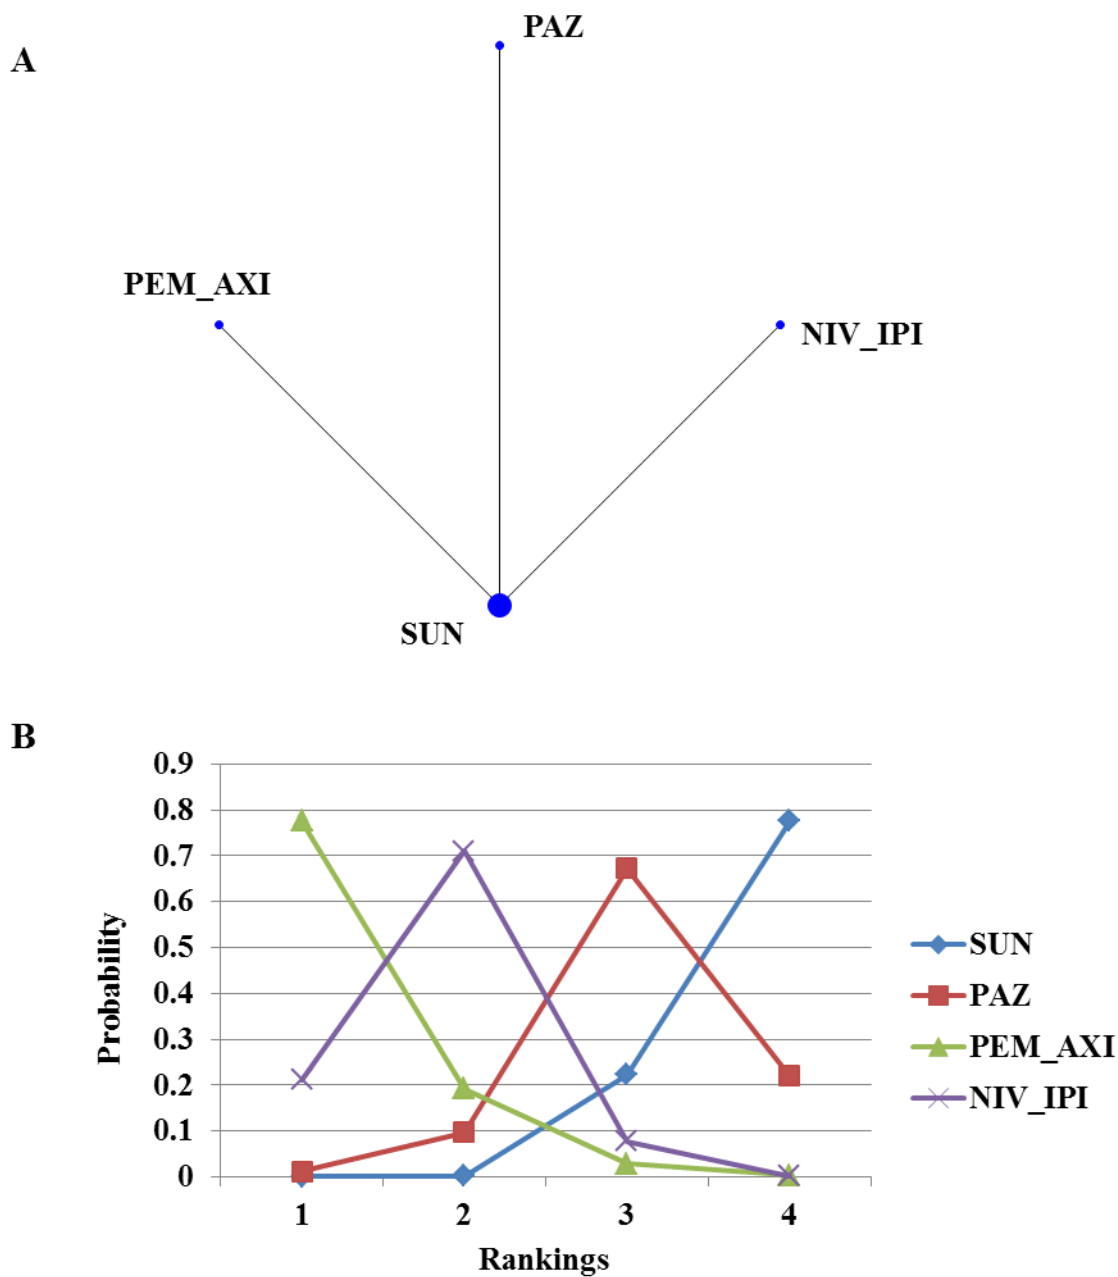 A
PAZ
PEM_AXI
NIV_IPI
SUN
B
0.9
0.8
0.7
0.6
0.5
0.4
0.3
0.2
0.1
0
Probability
1 2 3 4
Rankings
SUN
PAZ
PEM_AXI
NIV_IPI